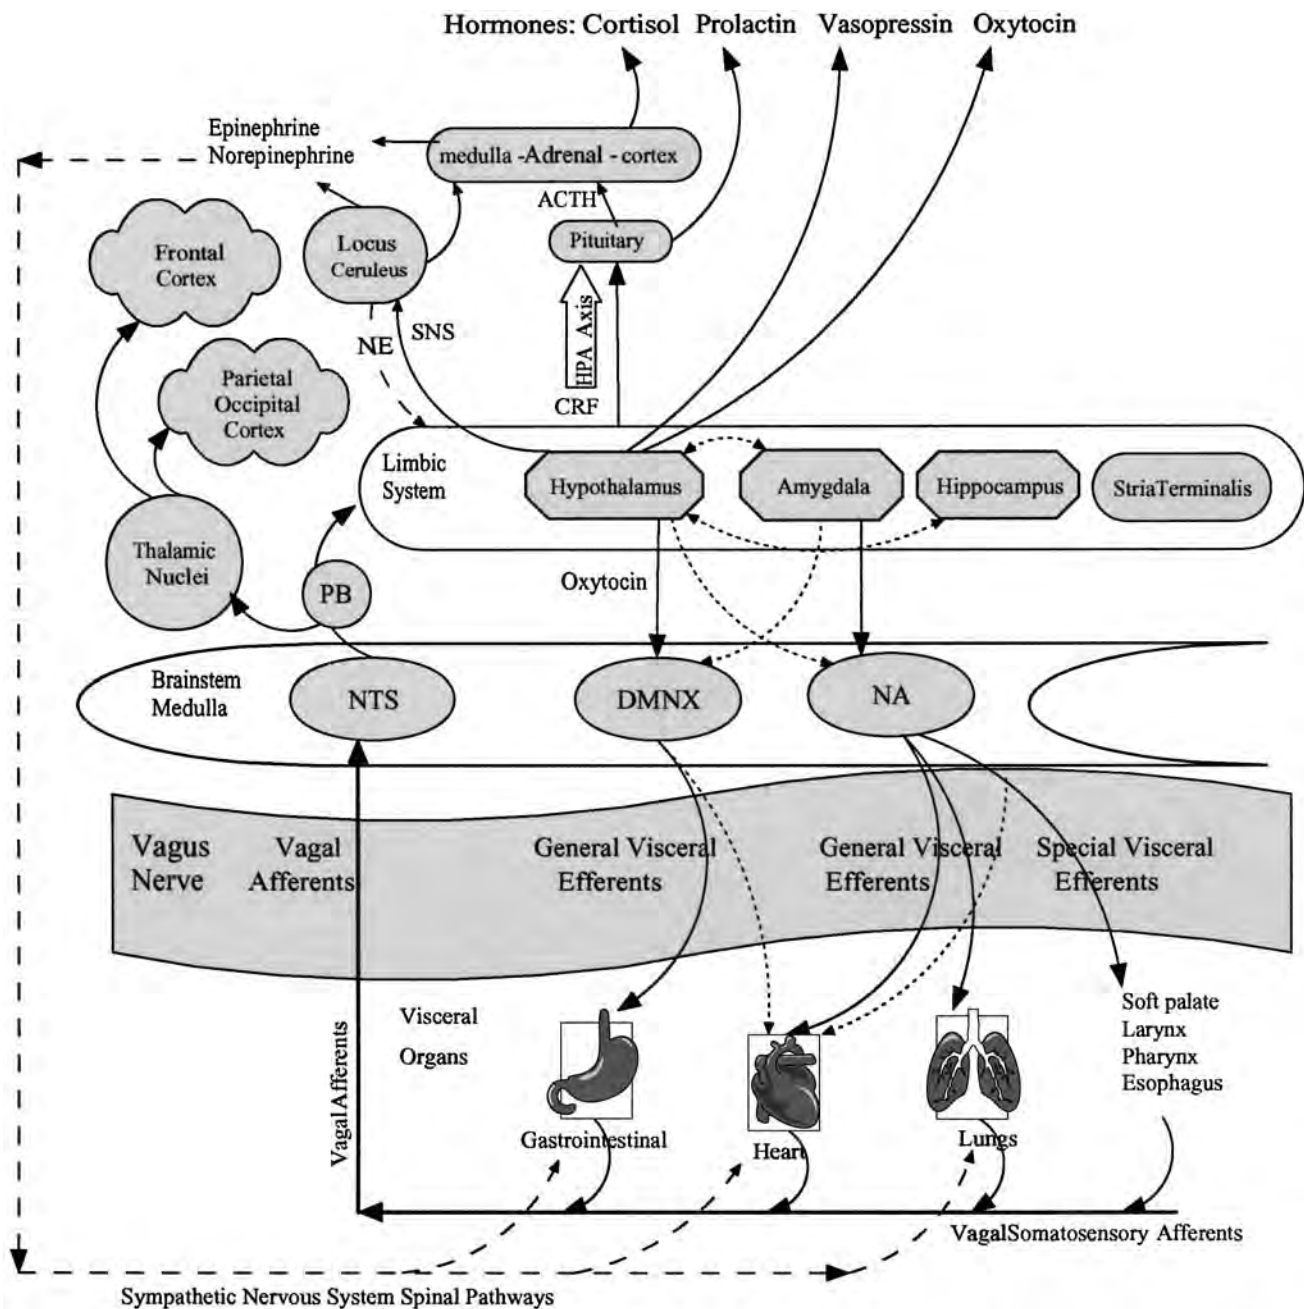 Hormones: Cortisol Prolactin Vasopressin Oxytocin
Epinephrine
Norepinephrine
medulla -Adrenal - cortex
ACTH
Pituitary
Locus
Ceruleus
Frontal
Cortex
HPA Axis
SNS
NE
CRF
Parietal
Occipital
Cortex
Limbic
System
Hypothalamus
Amygdala
Hippocampus
StriaTerminalis
Thalamic
Nuclei
PB
Oxytocin
Brainstem
Medulla
NTS
DMNX
NA
Vagus
Nerve
Vagal
Afferents
General Visceral
Efferents
General Visceral
Efferents
Special Visceral
Efferents
Vagal Afferents
Visceral
Organs
Soft palate
Larynx
Pharynx
Esophagus
Gastrointestinal
Heart
Lungs
VagalSomatosensory Afferents
Sympathetic Nervous System Spinal Pathways